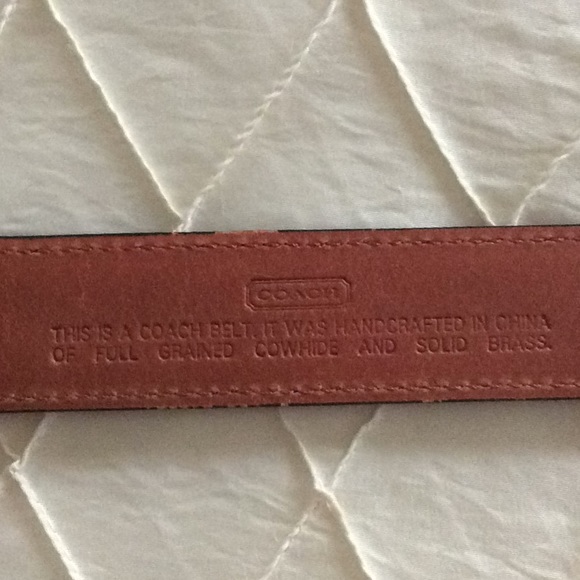 COACH
THIS IS A COACH BELT. IT WAS HANDCRAFTED IN CHINA
OF FULL GRAINED COWHIDE AND SOLID BRASS.